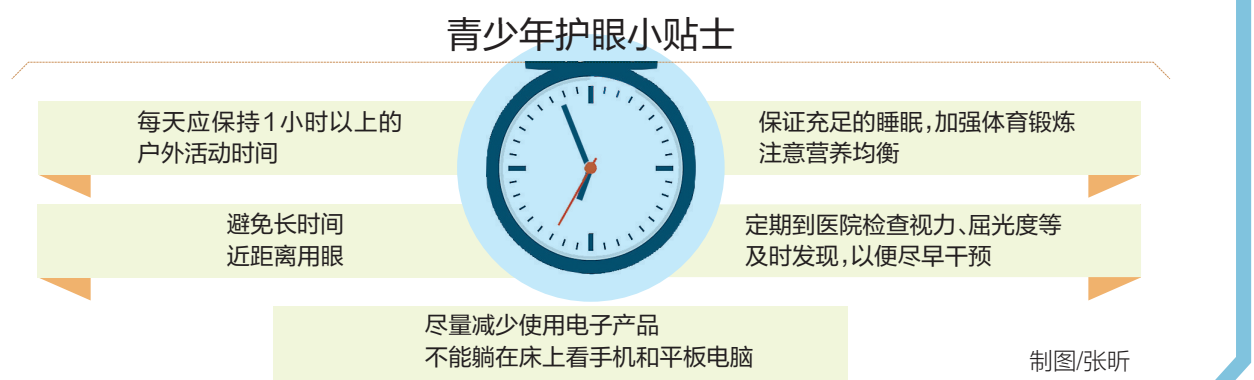 青少年护眼小贴士
每天应保持1小时以上的
户外活动时间
保证充足的睡眠,加强体育锻炼
注意营养均衡
避免长时间
近距离用眼
定期到医院检查视力、屈光度等
及时发现,以便尽早干预
尽量减少使用电子产品
不能躺在床上看手机和平板电脑
制图/张昕